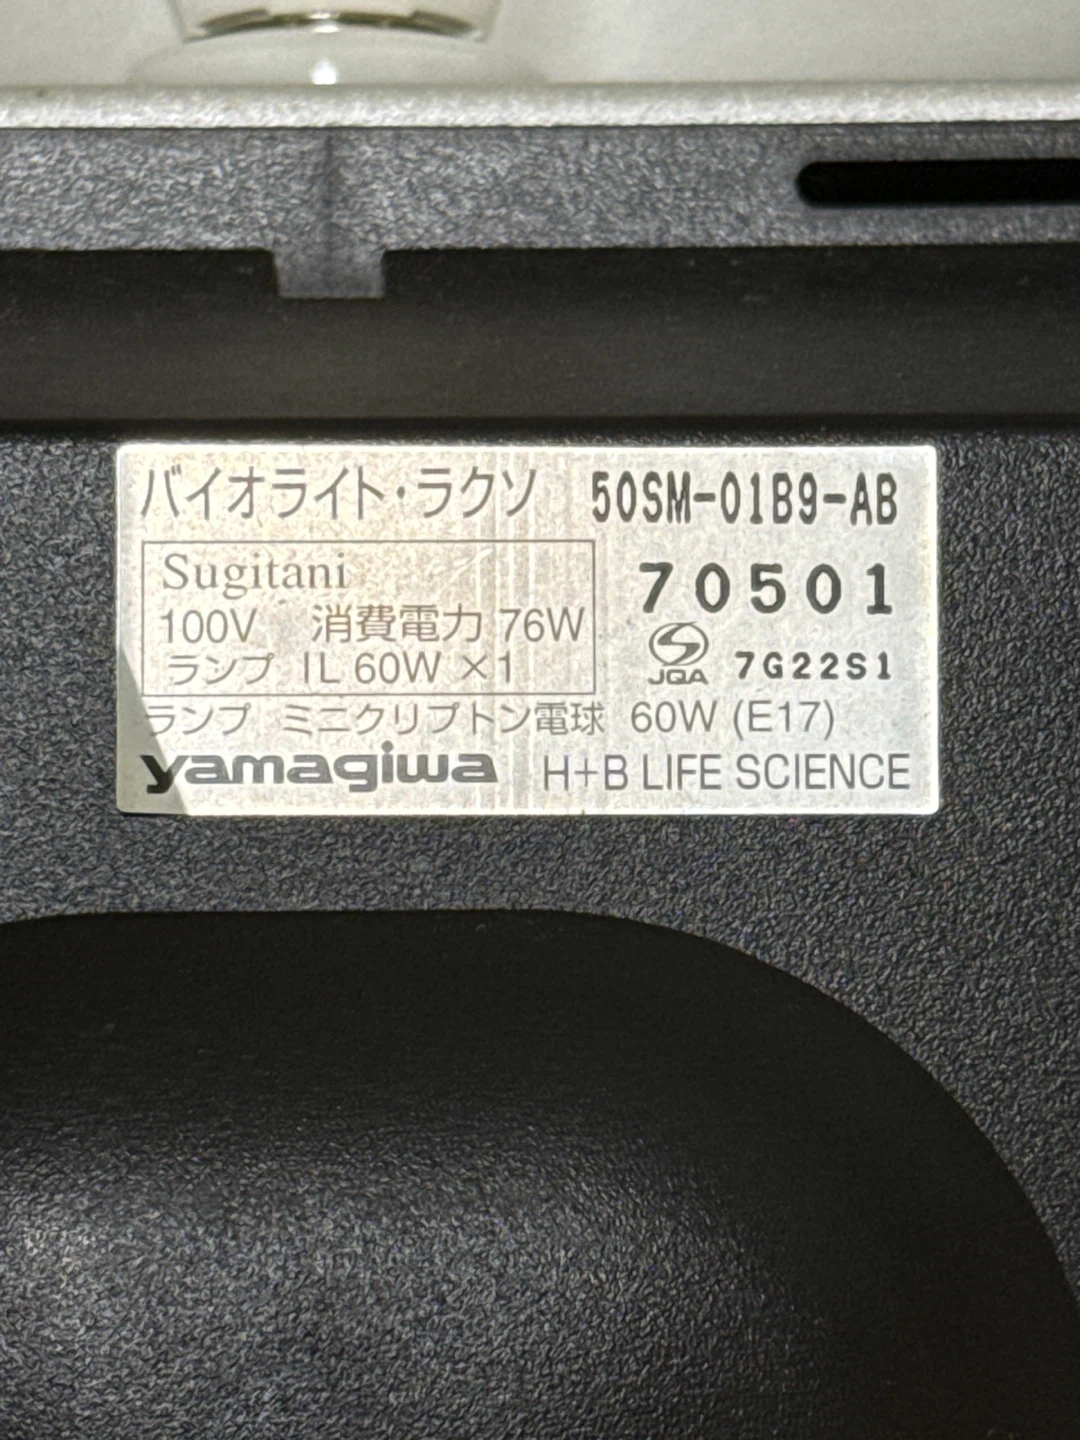 バイオライト・ラクソ 50SM-01B9-AB
Sugitani
70501
100V 消費電力 76W
ランプ IL 60W ×1
JQA 7G22S1
ランプ ミニクリプトン電球 60W (E17)
yamagiwa H+B LIFE SCIENCE